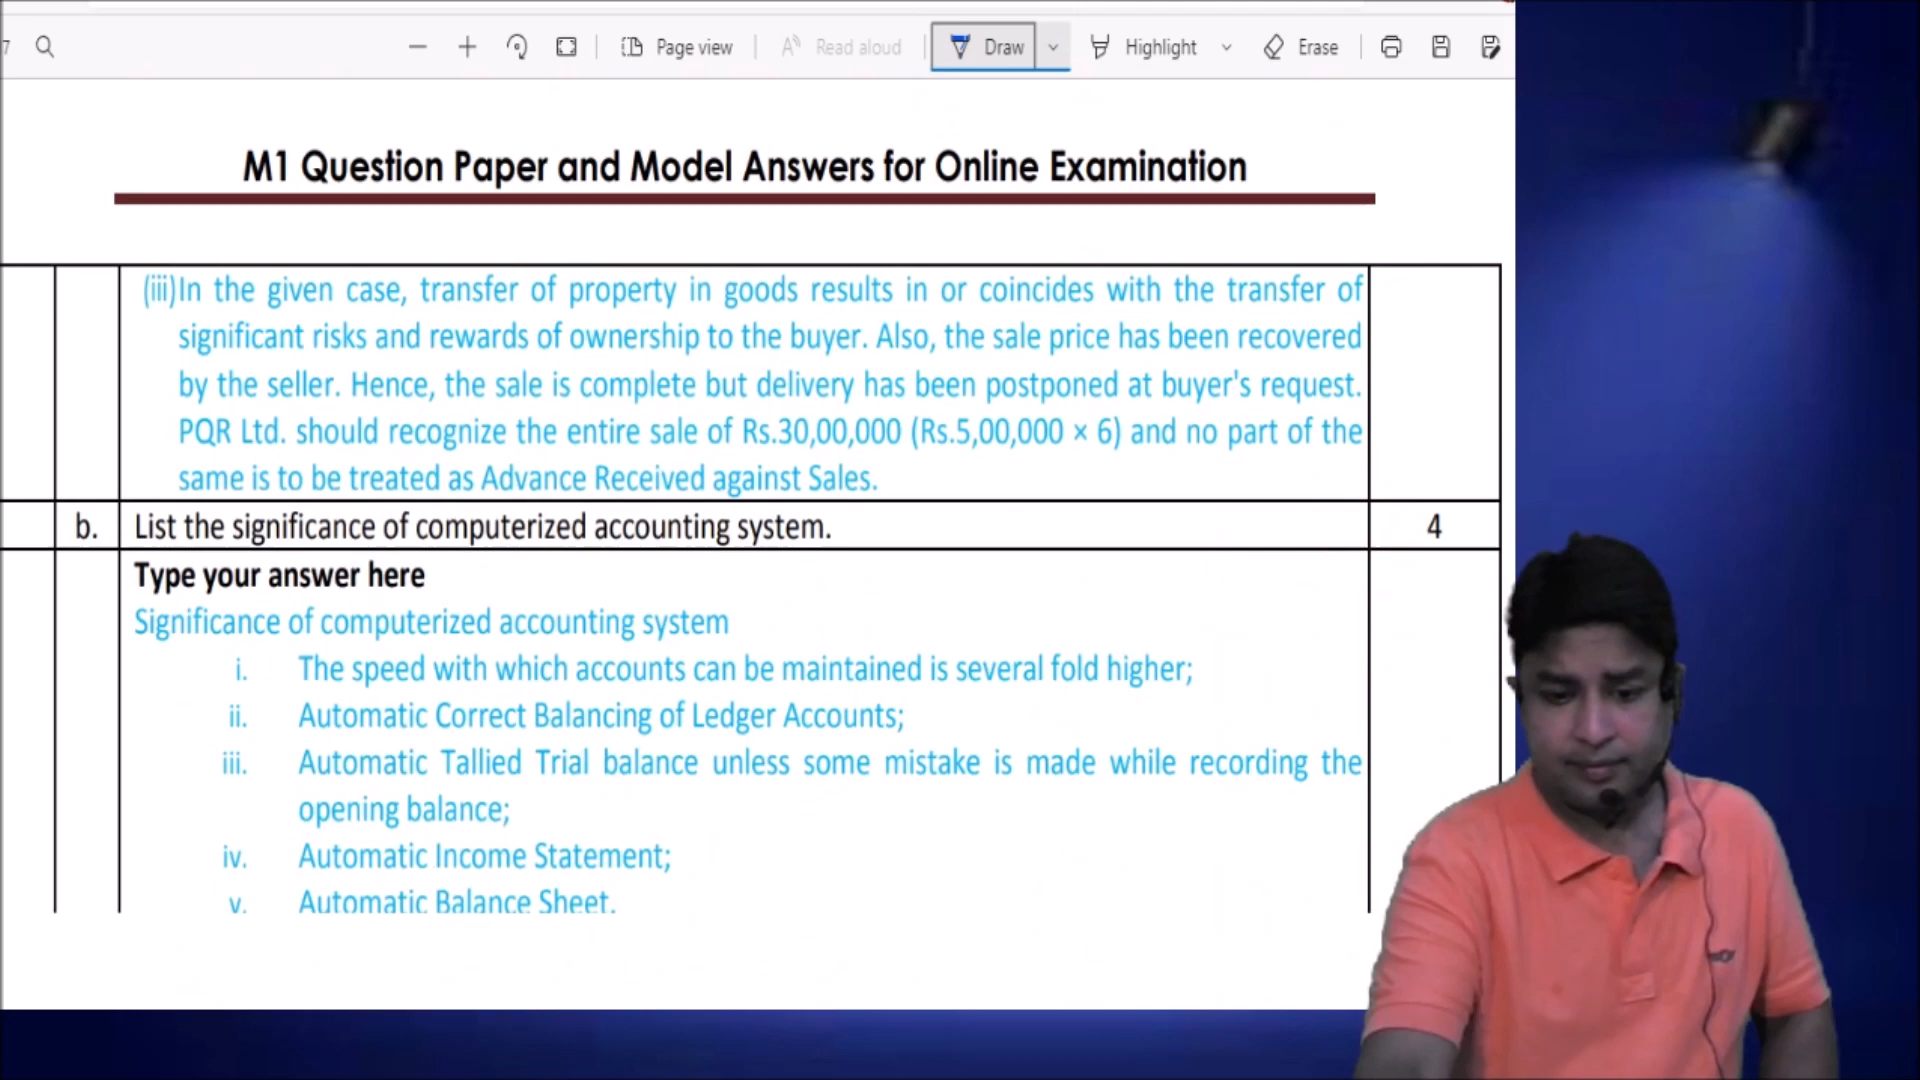 7
Page view
Read aloud
Draw
Highlight
Erase
M1 Question Paper and Model Answers for Online Examination
(iii) In the given case, transfer of property in goods results in or coincides with the transfer of
significant risks and rewards of ownership to the buyer. Also, the sale price has been recovered
by the seller. Hence, the sale is complete but delivery has been postponed at buyer's request.
PQR Ltd. should recognize the entire sale of Rs.30,00,000 (Rs.5,00,000 × 6) and no part of the
same is to be treated as Advance Received against Sales.
b. List the significance of computerized accounting system. 4
Type your answer here
Significance of computerized accounting system
i. The speed with which accounts can be maintained is several fold higher;
ii. Automatic Correct Balancing of Ledger Accounts;
iii. Automatic Tallied Trial balance unless some mistake is made while recording the
opening balance;
iv. Automatic Income Statement;
v. Automatic Balance Sheet.